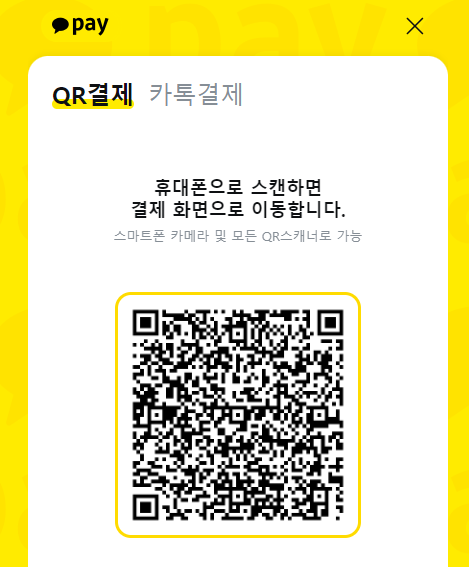 pay
QR결제 카톡결제
휴대폰으로 스캔하면
결제 화면으로 이동합니다.
스마트폰 카메라 및 모든 QR스캐너로 가능